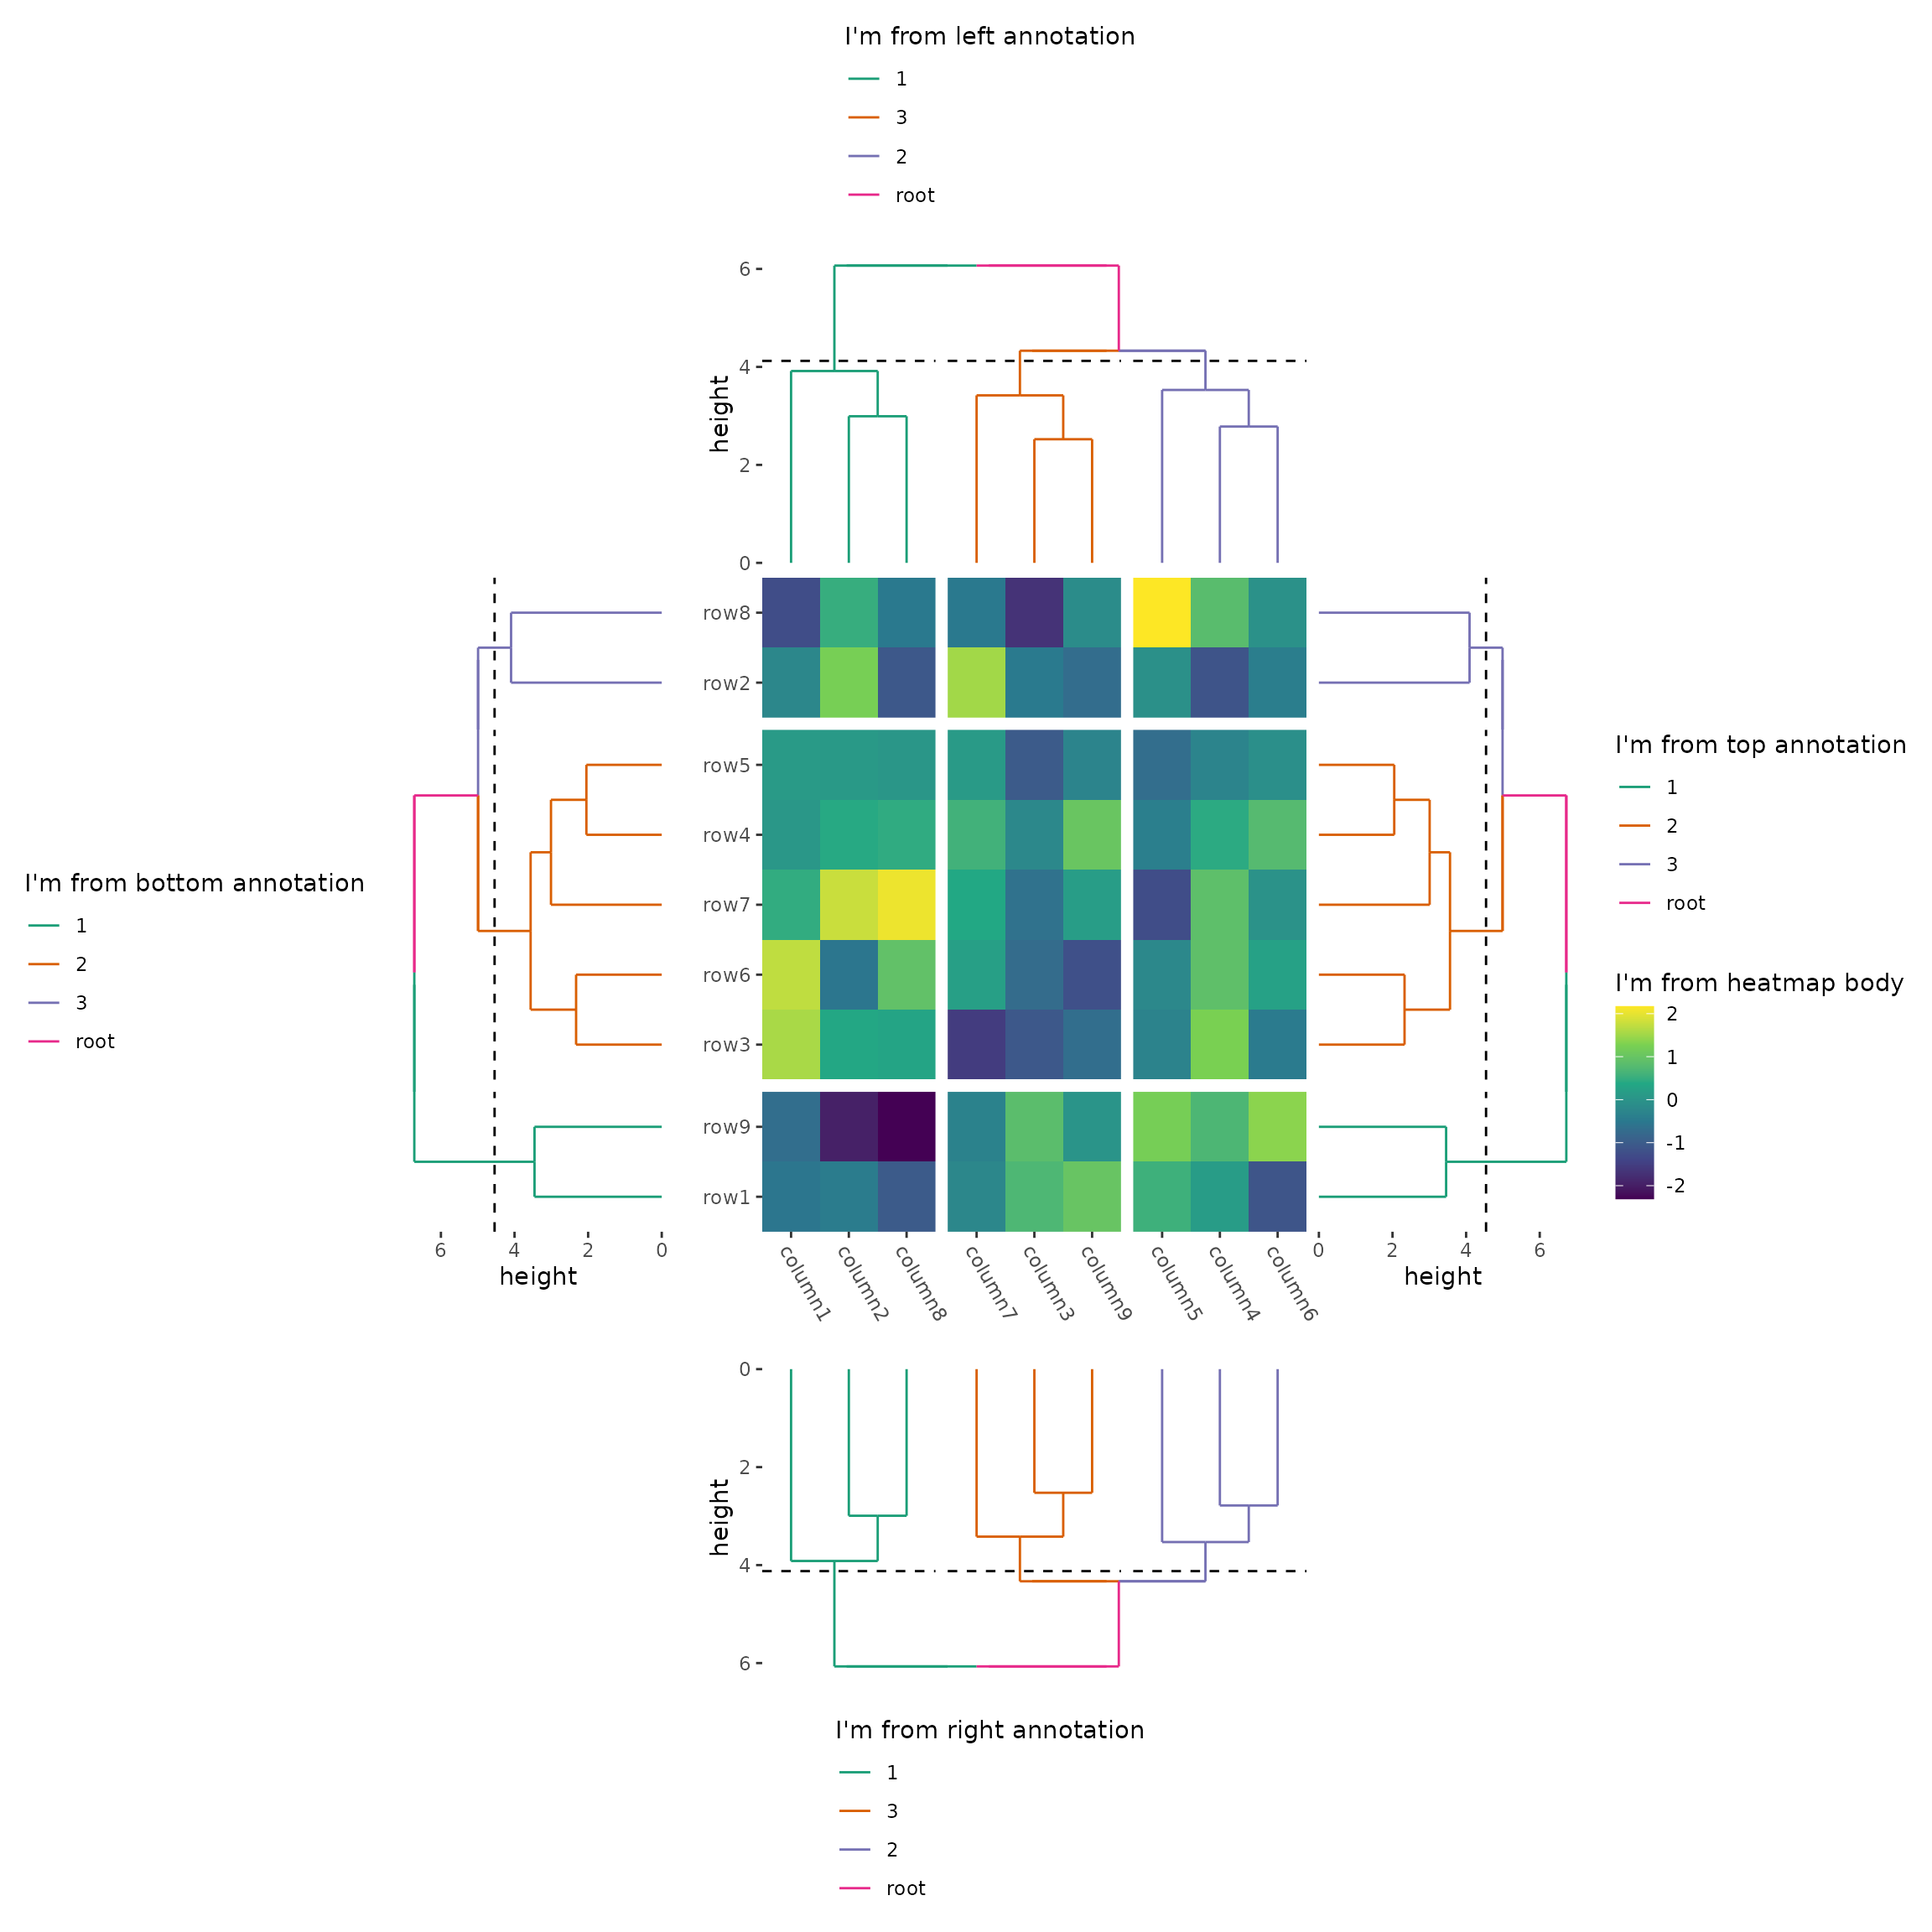 I'm from left annotation
1
3
2
root
6
4
2
0
height
row8
row2
row5
row4
row7
row6
row3
row9
row1
I'm from bottom annotation
1
2
3
root
6 4 2 0
height
column1 column2 column8 column7 column3 column9 column5 column4 column6
0 2 4 6
height
I'm from top annotation
1
2
3
root
I'm from heatmap body
2
1
0
-1
-2
0
2
4
6
height
I'm from right annotation
1
3
2
root